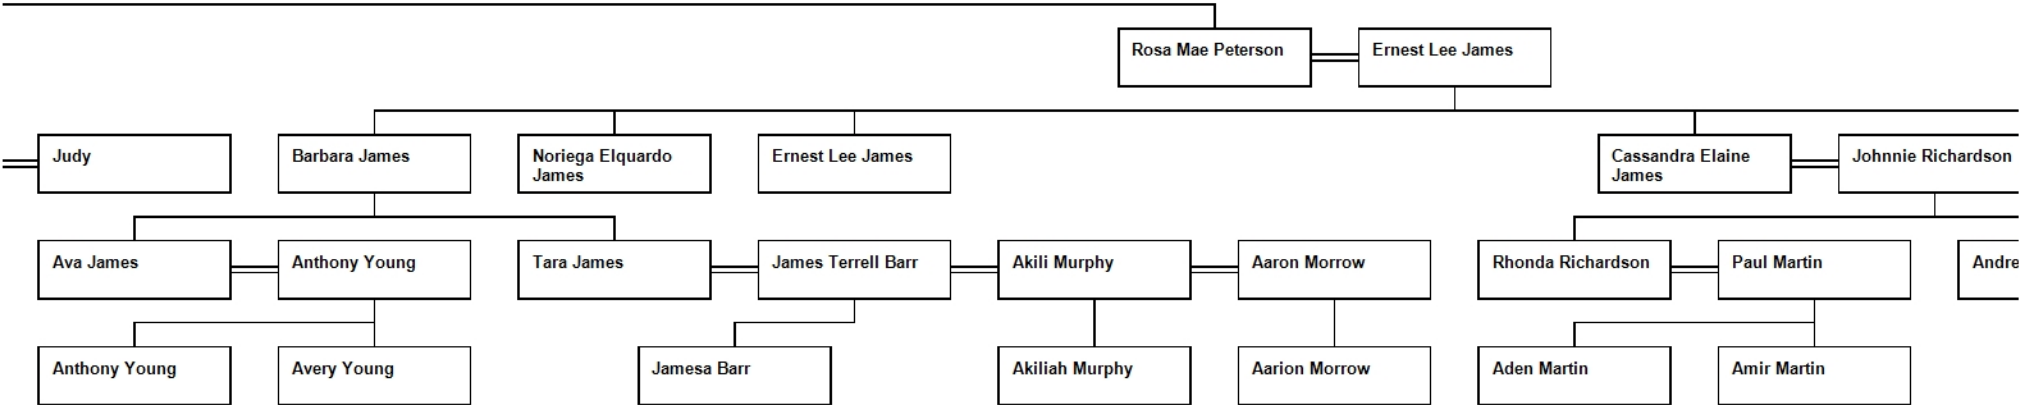 Rosa Mae Peterson
Ernest Lee James
Judy
Barbara James
Noriega Elquardo
James
Ernest Lee James
Cassandra Elaine
James
Johnnie Richardson
Ava James
Anthony Young
Tara James
James Terrell Barr
Akili Murphy
Aaron Morrow
Rhonda Richardson
Paul Martin
Andre
Anthony Young
Avery Young
Jamesa Barr
Akiliah Murphy
Aarion Morrow
Aden Martin
Amir Martin